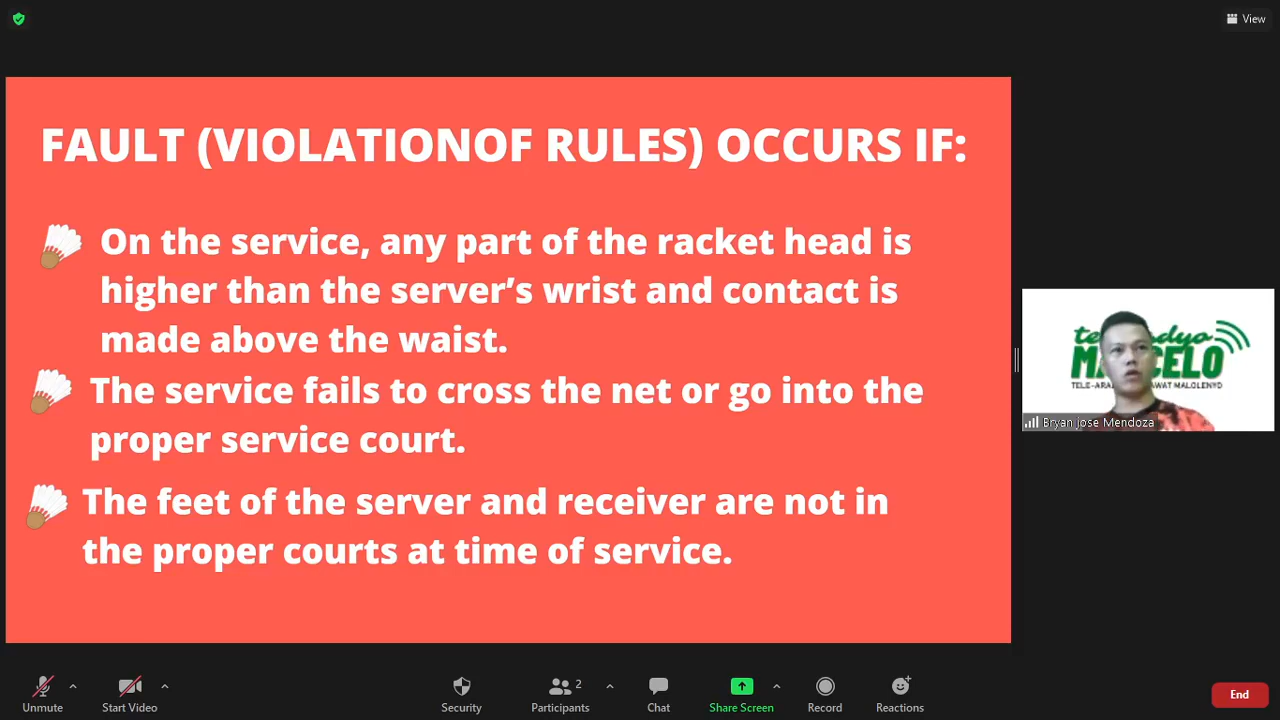 View
FAULT (VIOLATIONOF RULES) OCCURS IF:
On the service, any part of the racket head is
higher than the server’s wrist and contact is
made above the waist.
The service fails to cross the net or go into the
proper service court.
The feet of the server and receiver are not in
the proper courts at time of service.
Bryan jose Mendoza
Unmute
Start Video
Security
2
Participants
Chat
Share Screen
Record
Reactions
End